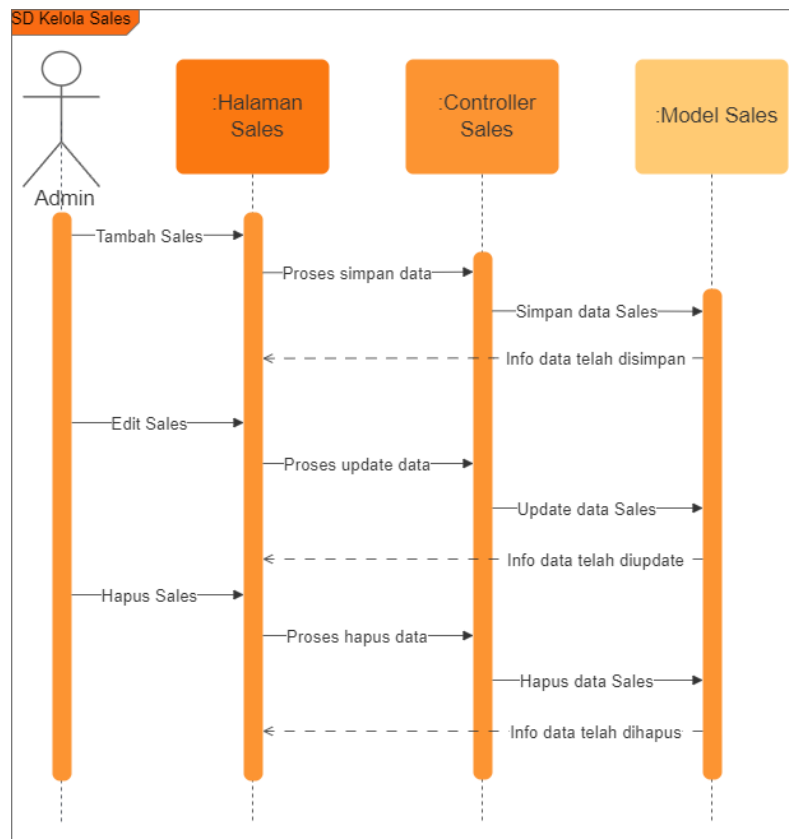 SD Kelola Sales
:Halaman
Sales
:Controller
Sales
:Model Sales
Admin
Tambah Sales
Proses simpan data
Simpan data Sales
Info data telah disimpan
Edit Sales
Proses update data
Update data Sales
Info data telah diupdate
Hapus Sales
Proses hapus data
Hapus data Sales
Info data telah dihapus